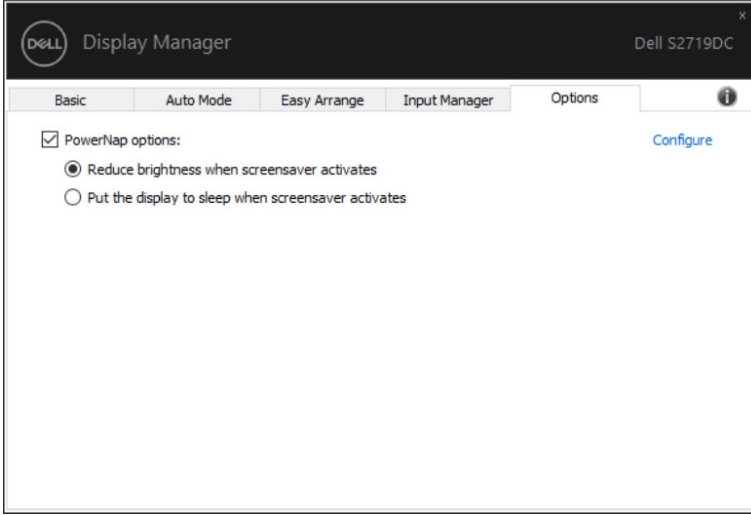 x
DELL Display Manager Dell S2719DC
Basic Auto Mode Easy Arrange Input Manager Options i
PowerNap options: Configure
Reduce brightness when screensaver activates
Put the display to sleep when screensaver activates